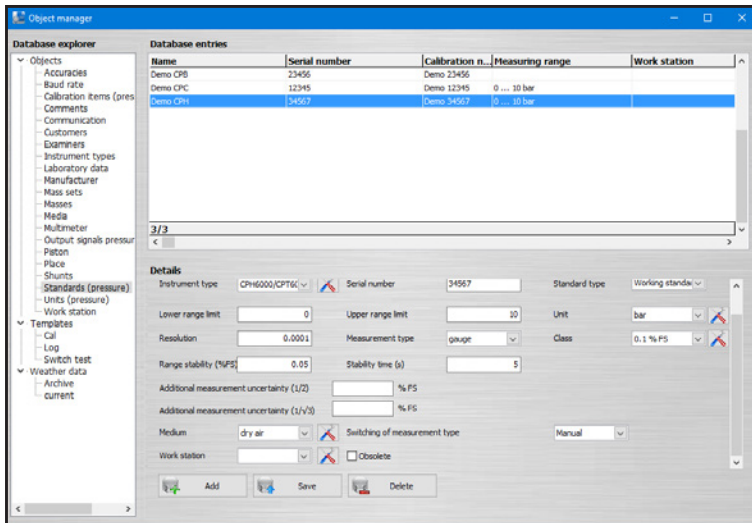 Object manager
Database explorer
Objects
Accuracies
Baud rate
Calibration items (pres
Comments
Communication
Customers
Examiners
Instrument types
Laboratory data
Manufacturer
Mass sets
Masses
Media
Multimeter
Output signals pressur
Piston
Place
Shunts
Standards (pressure)
Units (pressure)
Work station
Templates
Cal
Log
Switch test
Weather data
Archive
current
Database entries
Name Serial number Calibration n... Measuring range Work station
Demo CPB 23456 Demo 23456
Demo CPC 12345 Demo 12345 0 ... 10 bar
Demo CPH 34567 Demo 34567 0 ... 10 bar
3/3
Details
Instrument type CPH6000/CPT6( Serial number 34567 Standard type Working standar
Lower range limit 0 Upper range limit 10 Unit bar
Resolution 0.0001 Measurement type gauge Class 0.1 % FS
Range stability (%FS) 0.05 Stability time (s) 5
Additional measurement uncertainty (1/2) % FS
Additional measurement uncertainty (1/√3) % FS
Medium dry air Switching of measurement type Manual
Work station Obsolete
Add Save Delete